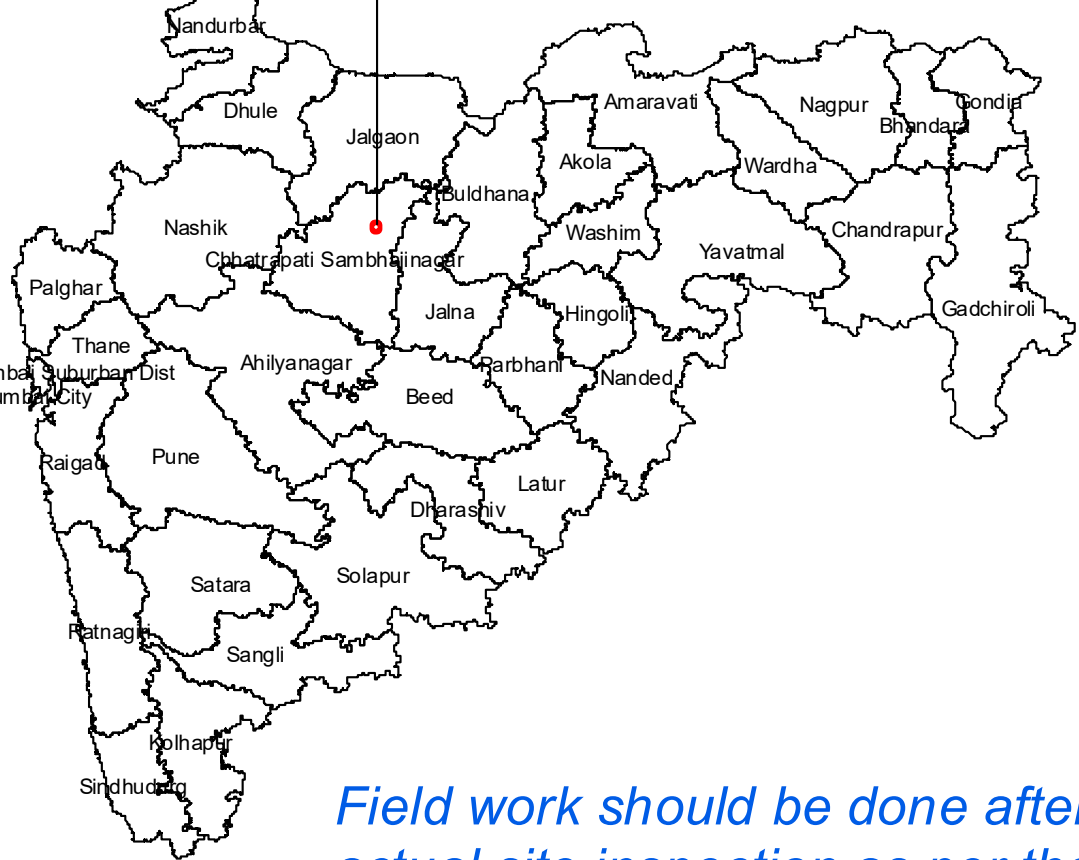 Nandurbar
Dhule
Jalgaon
Amaravati
Nagpur
Gondia
Bhandara
Akola
Wardha
Buldhana
Nashik
Washim
Chandrapur
Yavatmal
Chhatrapati Sambhajinagar
Palghar
Jalna
Hingoli
Gadchiroli
Thane
Ahilyanagar
Parbhani
Suburban Dist
Nanded
City
Beed
Raigad
Pune
Latur
Dharashiv
Solapur
Satara
Ratnagiri
Sangli
Kolhapur
Sindhudurg
Field work should be done after